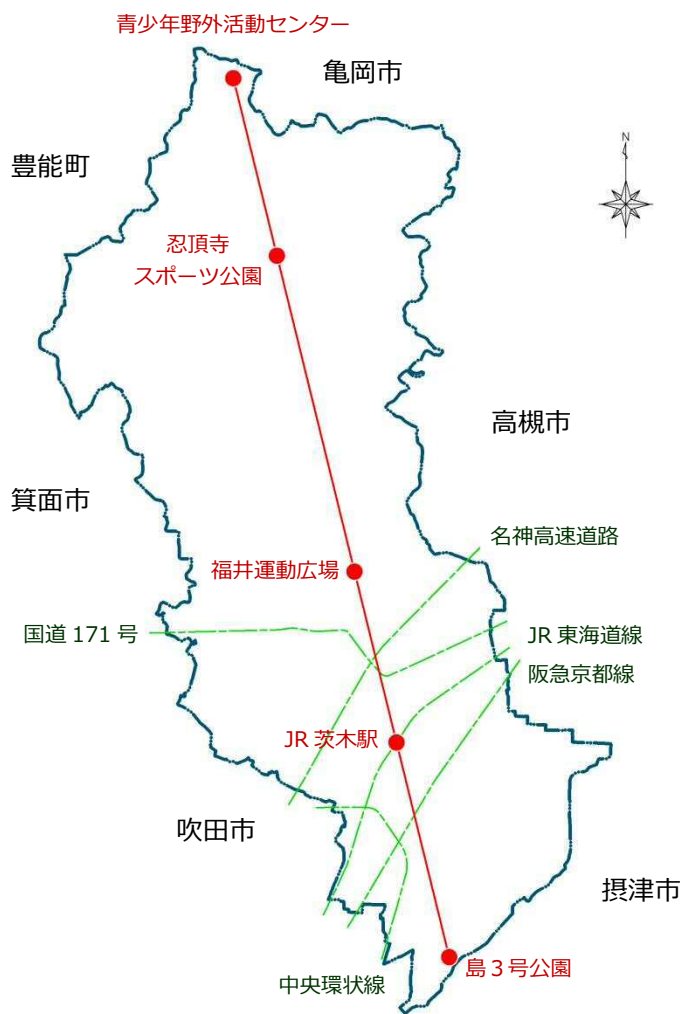 青少年野外活動センター
亀岡市
豊能町
N
忍頂寺
スポーツ公園
高槻市
箕面市
名神高速道路
福井運動広場
国道 171 号
JR 東海道線
阪急京都線
JR 茨木駅
吹田市
摂津市
島３号公園
中央環状線